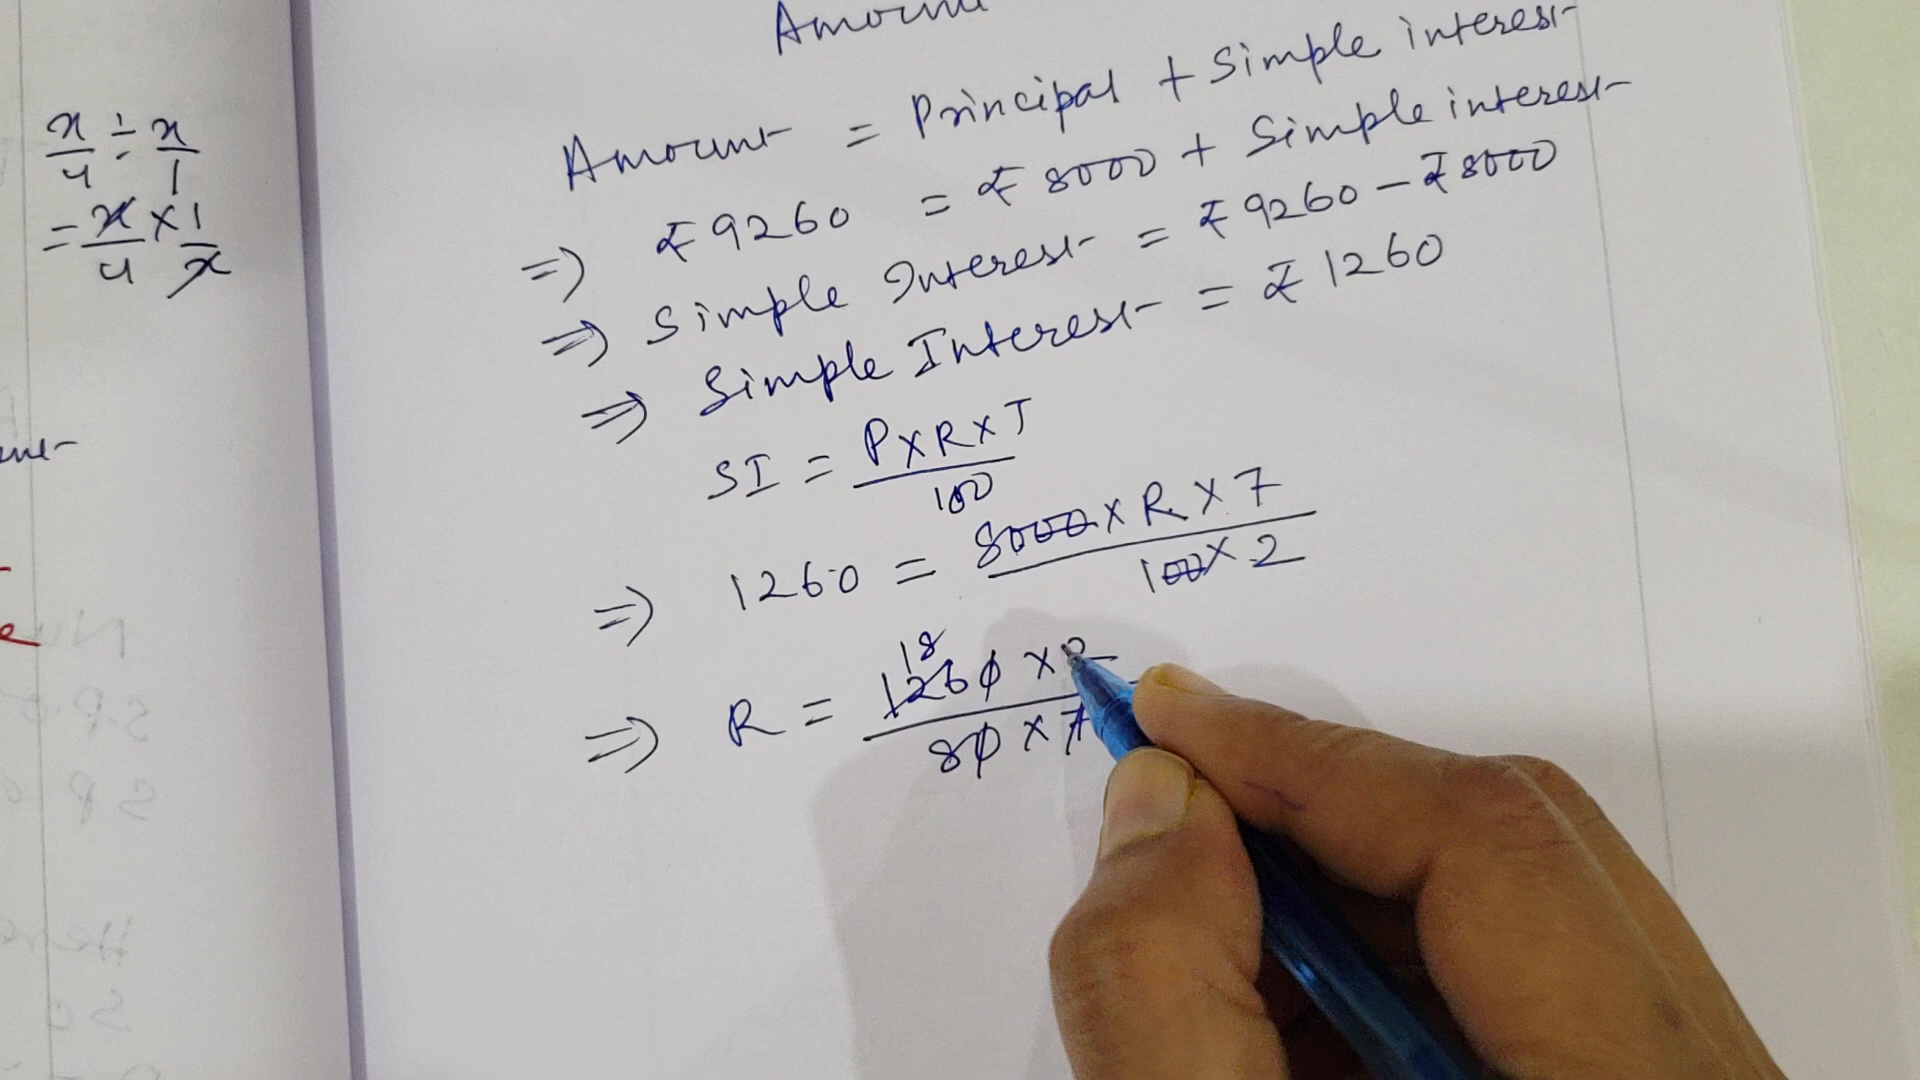 x/4 ÷ x/1
= x/4 × 1/x
Amount
Amount = Principal + Simple interest
⇒ ₹ 9260 = ₹ 8000 + Simple interest
⇒ Simple Interest = ₹ 9260 - ₹ 8000
⇒ Simple Interest = ₹ 1260
SI = P×R×T/100
⇒ 1260 = 8000 × R × 7/100 × 2
18
⇒ R = 1260 × 2/80 × 7